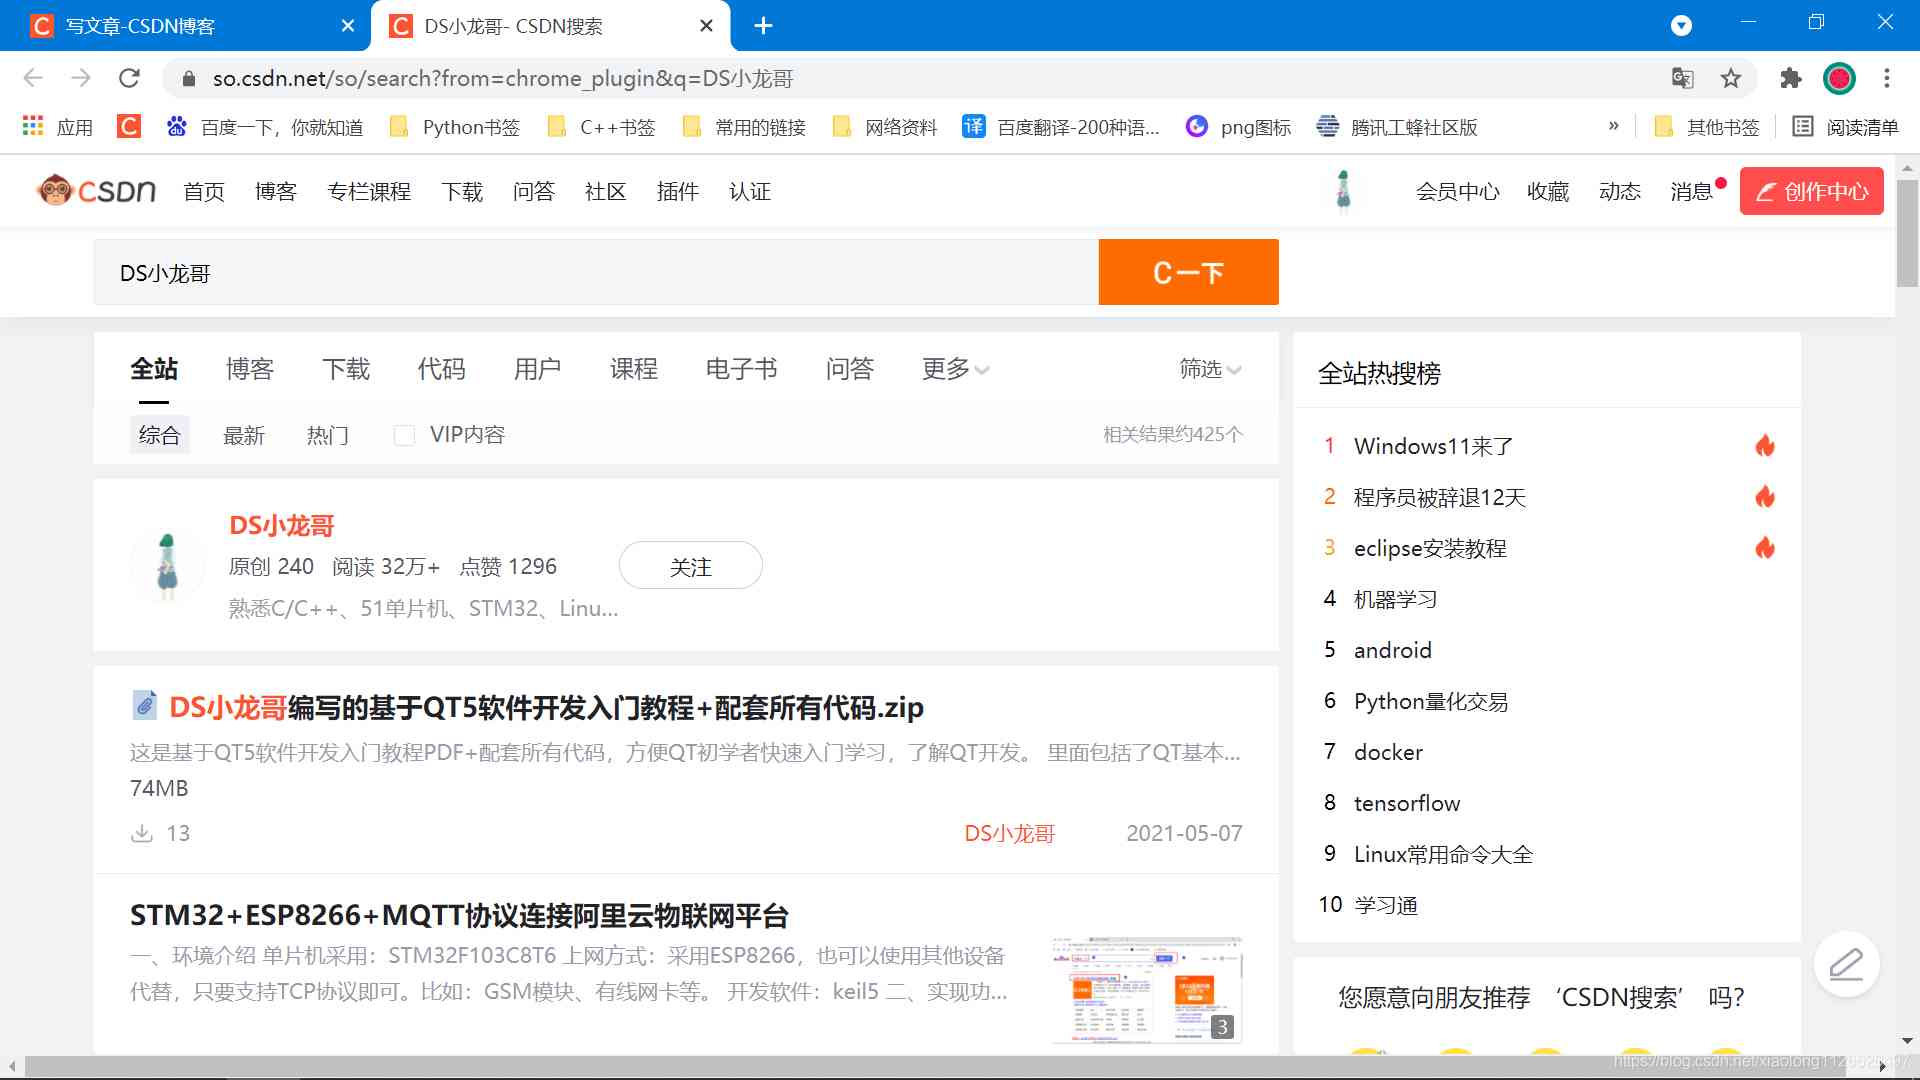 写文章-CSDN博客
DS小龙哥- CSDN搜索
so.csdn.net/so/search?from=chrome_plugin&q=DS小龙哥
应用
百度一下，你就知道
Python书签
C++书签
常用的链接
网络资料
百度翻译-200种语...
png图标
腾讯工蜂社区版
»
其他书签
阅读清单
CSDN 首页 博客 专栏课程 下载 问答 社区 插件 认证
会员中心 收藏 动态 消息 创作中心
DS小龙哥
C一下
全站 博客 下载 代码 用户 课程 电子书 问答 更多 筛选
综合 最新 热门 VIP内容 相关结果约425个
DS小龙哥
原创 240 阅读 32万+ 点赞 1296
关注
熟悉C/C++、51单片机、STM32、Linu...
DS小龙哥编写的基于QT5软件开发入门教程+配套所有代码.zip
这是基于QT5软件开发入门教程PDF+配套所有代码，方便QT初学者快速入门学习，了解QT开发。 里面包括了QT基本...
74MB
13 DS小龙哥 2021-05-07
STM32+ESP8266+MQTT协议连接阿里云物联网平台
一、环境介绍 单片机采用：STM32F103C8T6 上网方式：采用ESP8266，也可以使用其他设备
代替，只要支持TCP协议即可。比如：GSM模块、有线网卡等。 开发软件：keil5 二、实现功...
3
全站热搜榜
1 Windows11来了
2 程序员被辞退12天
3 eclipse安装教程
4 机器学习
5 android
6 Python量化交易
7 docker
8 tensorflow
9 Linux常用命令大全
10 学习通
您愿意向朋友推荐 ‘CSDN搜索’ 吗？